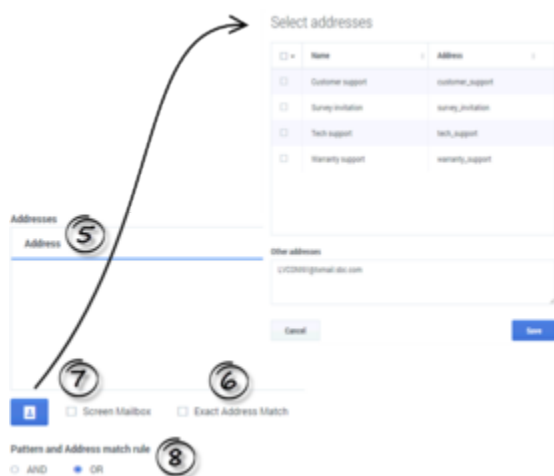 Select addresses
Name Address
Customer support customer_support
Survey invitation survey_invitation
Tech support tech_support
Warranty support warranty_support
Addresses
Address 5
Other addresses
Cancel Save
7 6
Screen Mailbox Exact Address Match
Pattern and Address match rule 8
AND OR